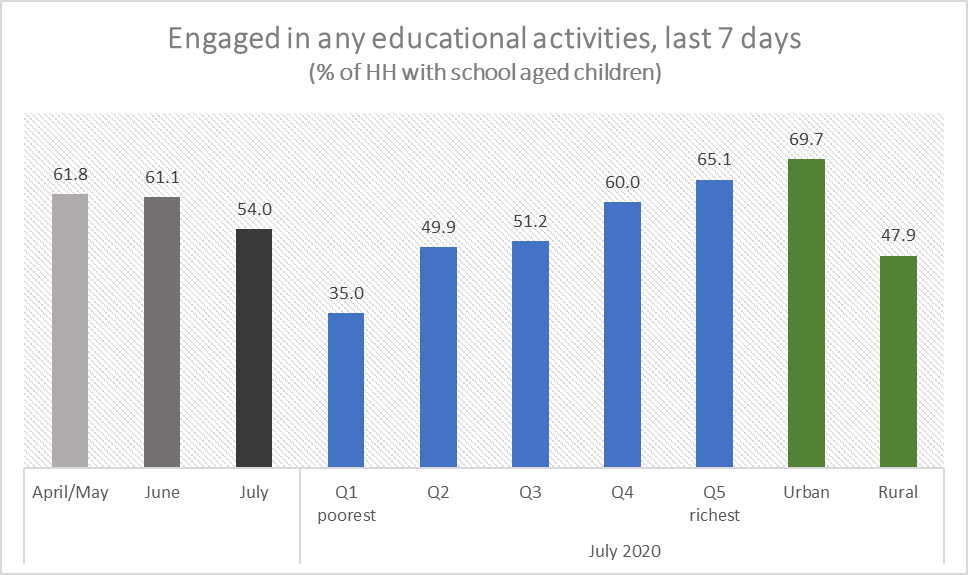 Engaged in any educational activities, last 7 days
(% of HH with school aged children)
61.8
61.1
54.0
35.0
49.9
51.2
60.0
65.1
69.7
47.9
April/May
June
July
Q1
poorest
Q2
Q3
Q4
Q5
richest
Urban
Rural
July 2020